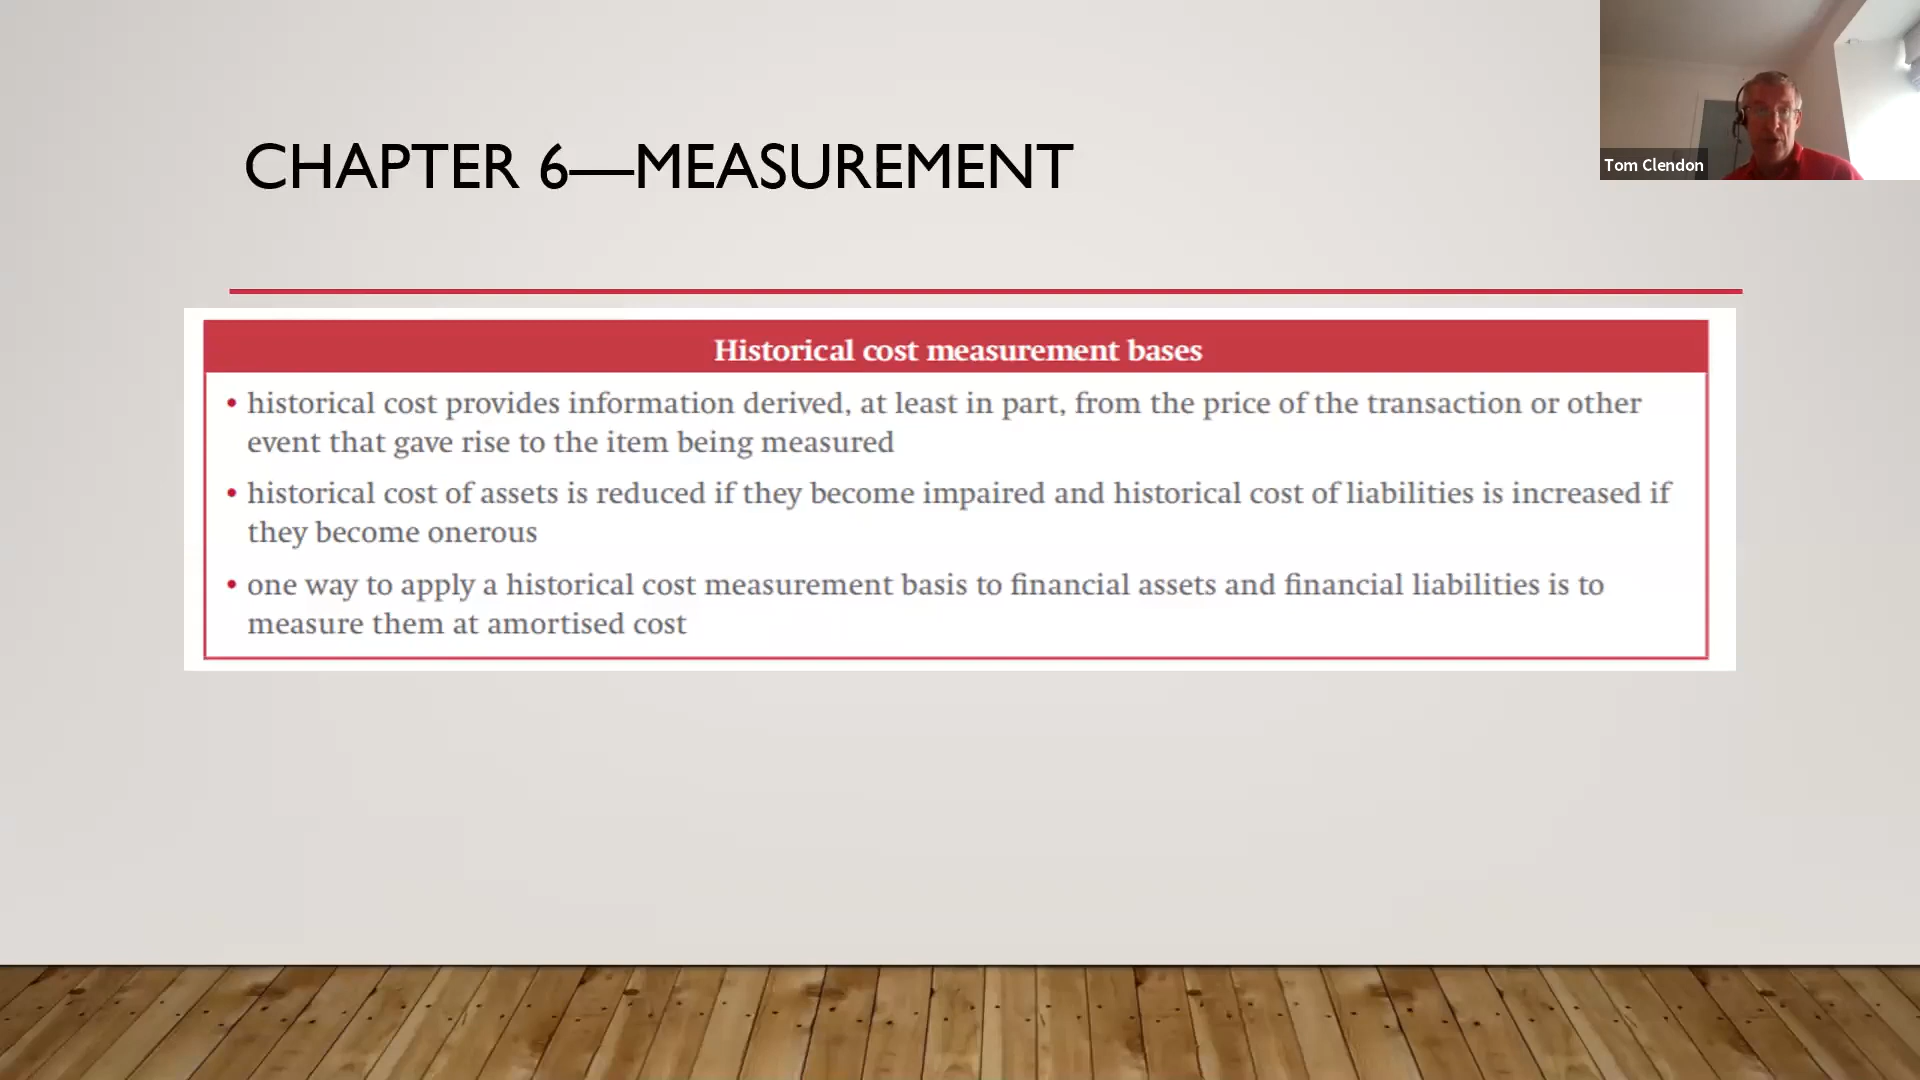 CHAPTER 6—MEASUREMENT
Tom Clendon
Historical cost measurement bases
• historical cost provides information derived, at least in part, from the price of the transaction or other
event that gave rise to the item being measured
• historical cost of assets is reduced if they become impaired and historical cost of liabilities is increased if
they become onerous
• one way to apply a historical cost measurement basis to financial assets and financial liabilities is to
measure them at amortised cost